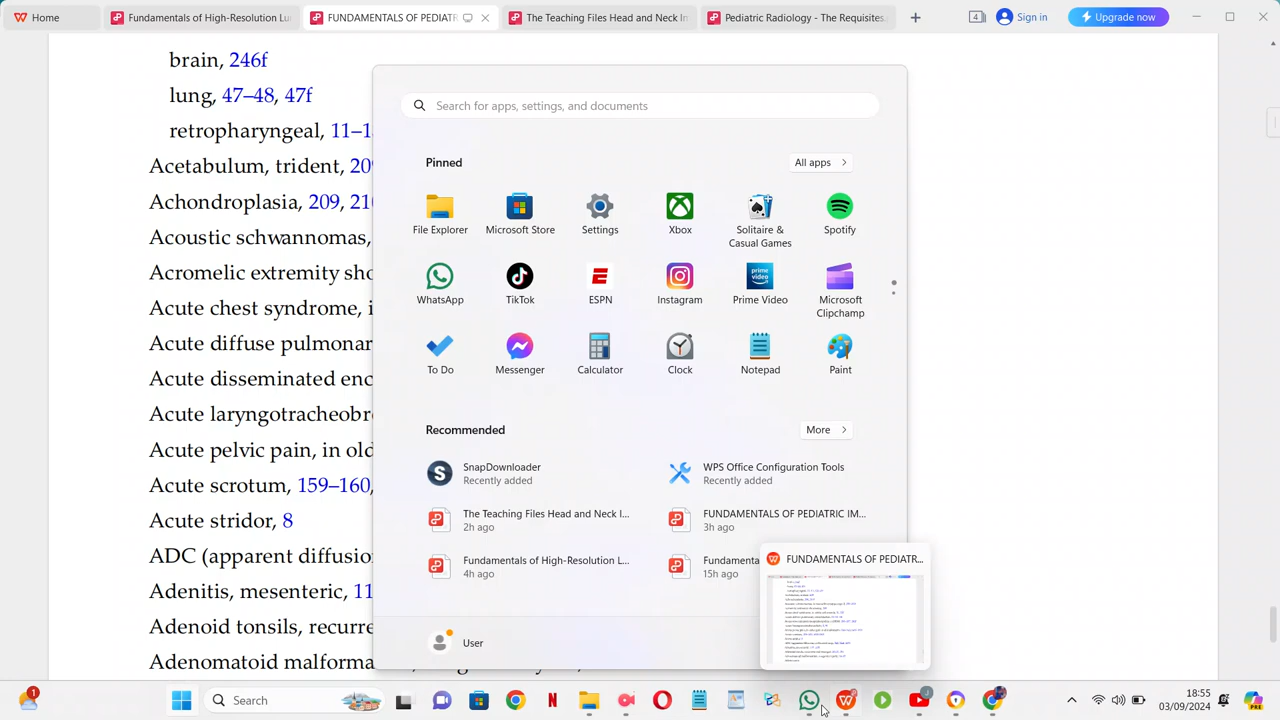 Home
Fundamentals of High-Resolution Lu
FUNDAMENTALS OF PEDIATR
The Teaching Files Head and Neck Im
Pediatric Radiology - The Requisites.
4
Sign in
Upgrade now
brain, 246f
lung, 47–48, 47f
retropharyngeal, 11–1
Acetabulum, trident, 209
Achondroplasia, 209, 210
Acoustic schwannomas,
Acromelic extremity sho
Acute chest syndrome, i
Acute diffuse pulmonar
Acute disseminated enc
Acute laryngotracheobr
Acute pelvic pain, in old
Acute scrotum, 159–160,
Acute stridor, 8
ADC (apparent diffusio
Adenitis, mesenteric, 11
Adenoid tonsils, recurre
Adenomatoid malforma
Search for apps, settings, and documents
Pinned
All apps
File Explorer
Microsoft Store
Settings
Xbox
Solitaire &
Casual Games
Spotify
WhatsApp
TikTok
ESPN
Instagram
Prime Video
Microsoft
Clipchamp
To Do
Messenger
Calculator
Clock
Notepad
Paint
Recommended
More
SnapDownloader
Recently added
WPS Office Configuration Tools
Recently added
The Teaching Files Head and Neck I...
2h ago
FUNDAMENTALS OF PEDIATRIC IM...
3h ago
Fundamentals of High-Resolution L...
4h ago
Fundamenta
15h ago
FUNDAMENTALS OF PEDIATR...
User
1
Search
18:55
03/09/2024